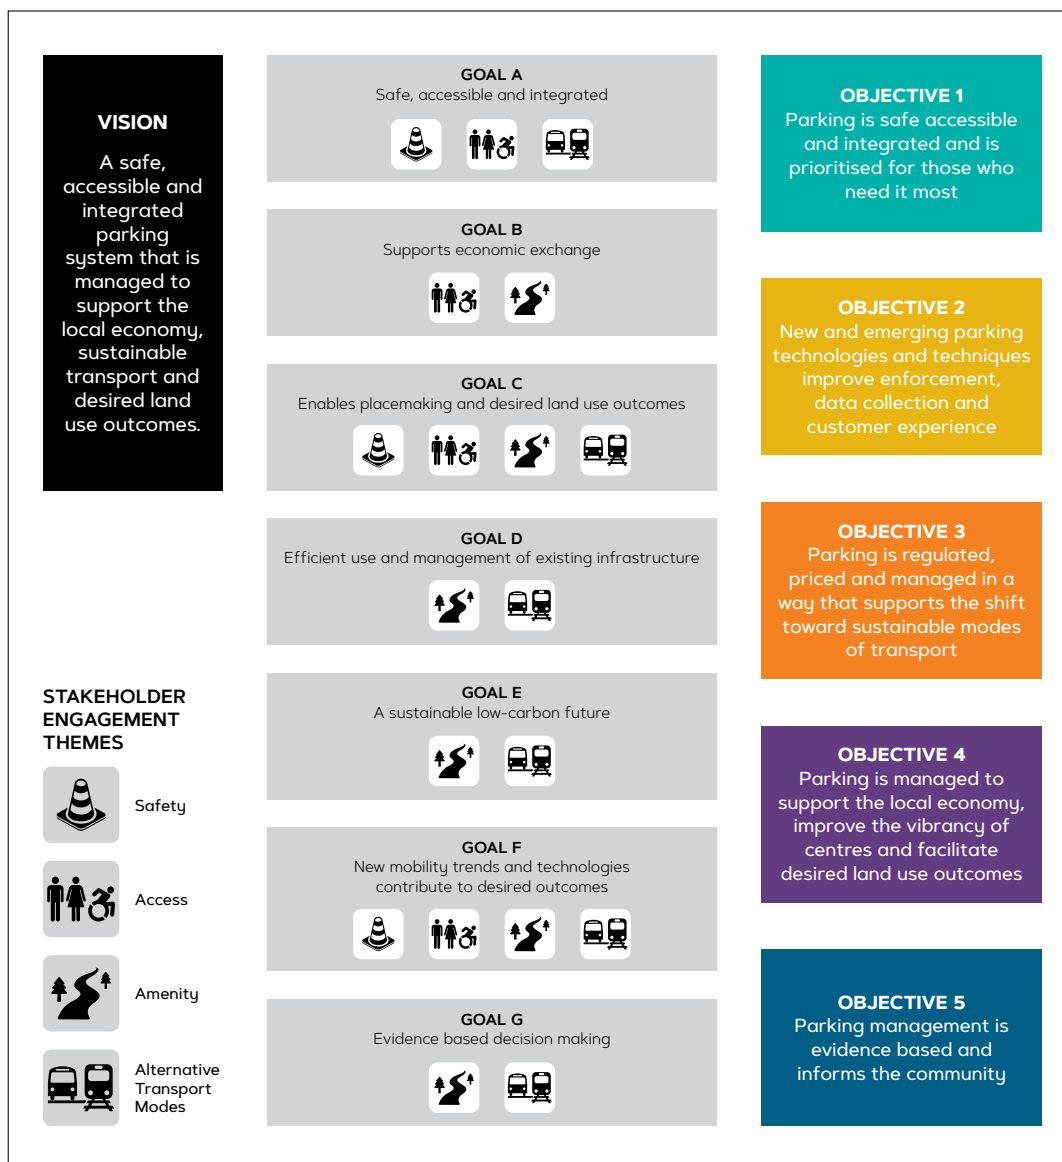 VISION
A safe,
accessible and
integrated
parking
system that is
managed to
support the
local economy,
sustainable
transport and
desired land
use outcomes.
STAKEHOLDER
ENGAGEMENT
THEMES
Safety
Access
Amenity
Alternative
Transport
Modes
GOAL A
Safe, accessible and integrated
GOAL B
Supports economic exchange
GOAL C
Enables placemaking and desired land use outcomes
GOAL D
Efficient use and management of existing infrastructure
GOAL E
A sustainable low-carbon future
GOAL F
New mobility trends and technologies
contribute to desired outcomes
GOAL G
Evidence based decision making
OBJECTIVE 1
Parking is safe accessible
and integrated and is
prioritised for those who
need it most
OBJECTIVE 2
New and emerging parking
technologies and techniques
improve enforcement,
data collection and
customer experience
OBJECTIVE 3
Parking is regulated,
priced and managed in a
way that supports the shift
toward sustainable modes
of transport
OBJECTIVE 4
Parking is managed to
support the local economy,
improve the vibrancy of
centres and facilitate
desired land use outcomes
OBJECTIVE 5
Parking management is
evidence based and
informs the community